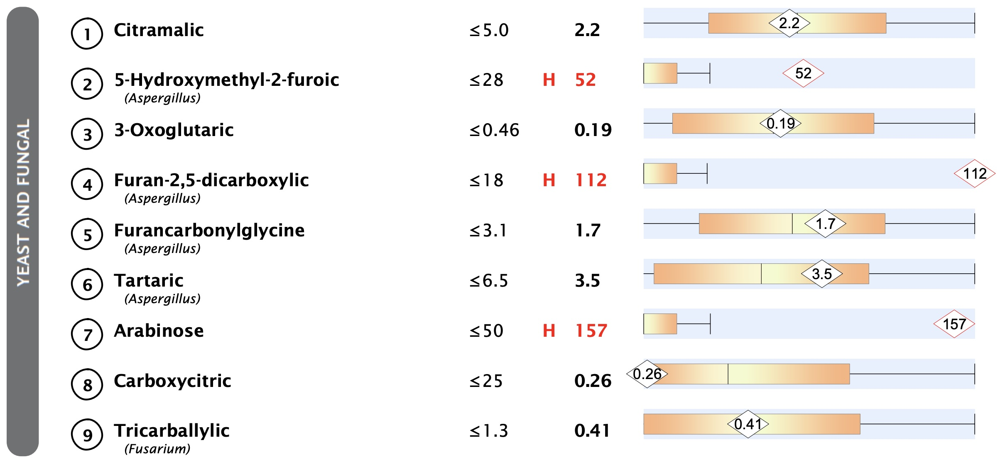 YEAST AND FUNGAL
1 Citramalic ≤5.0 2.2 2.2
2 5-Hydroxymethyl-2-furoic ≤28 H 52 52
(Aspergillus)
3 3-Oxoglutaric ≤0.46 0.19 0.19
4 Furan-2,5-dicarboxylic ≤18 H 112 112
(Aspergillus)
5 Furancarbonylglycine ≤3.1 1.7 1.7
(Aspergillus)
6 Tartaric ≤6.5 3.5 3.5
(Aspergillus)
7 Arabinose ≤50 H 157 157
8 Carboxycitric ≤25 0.26 0.26
9 Tricarballylic ≤1.3 0.41 0.41
(Fusarium)